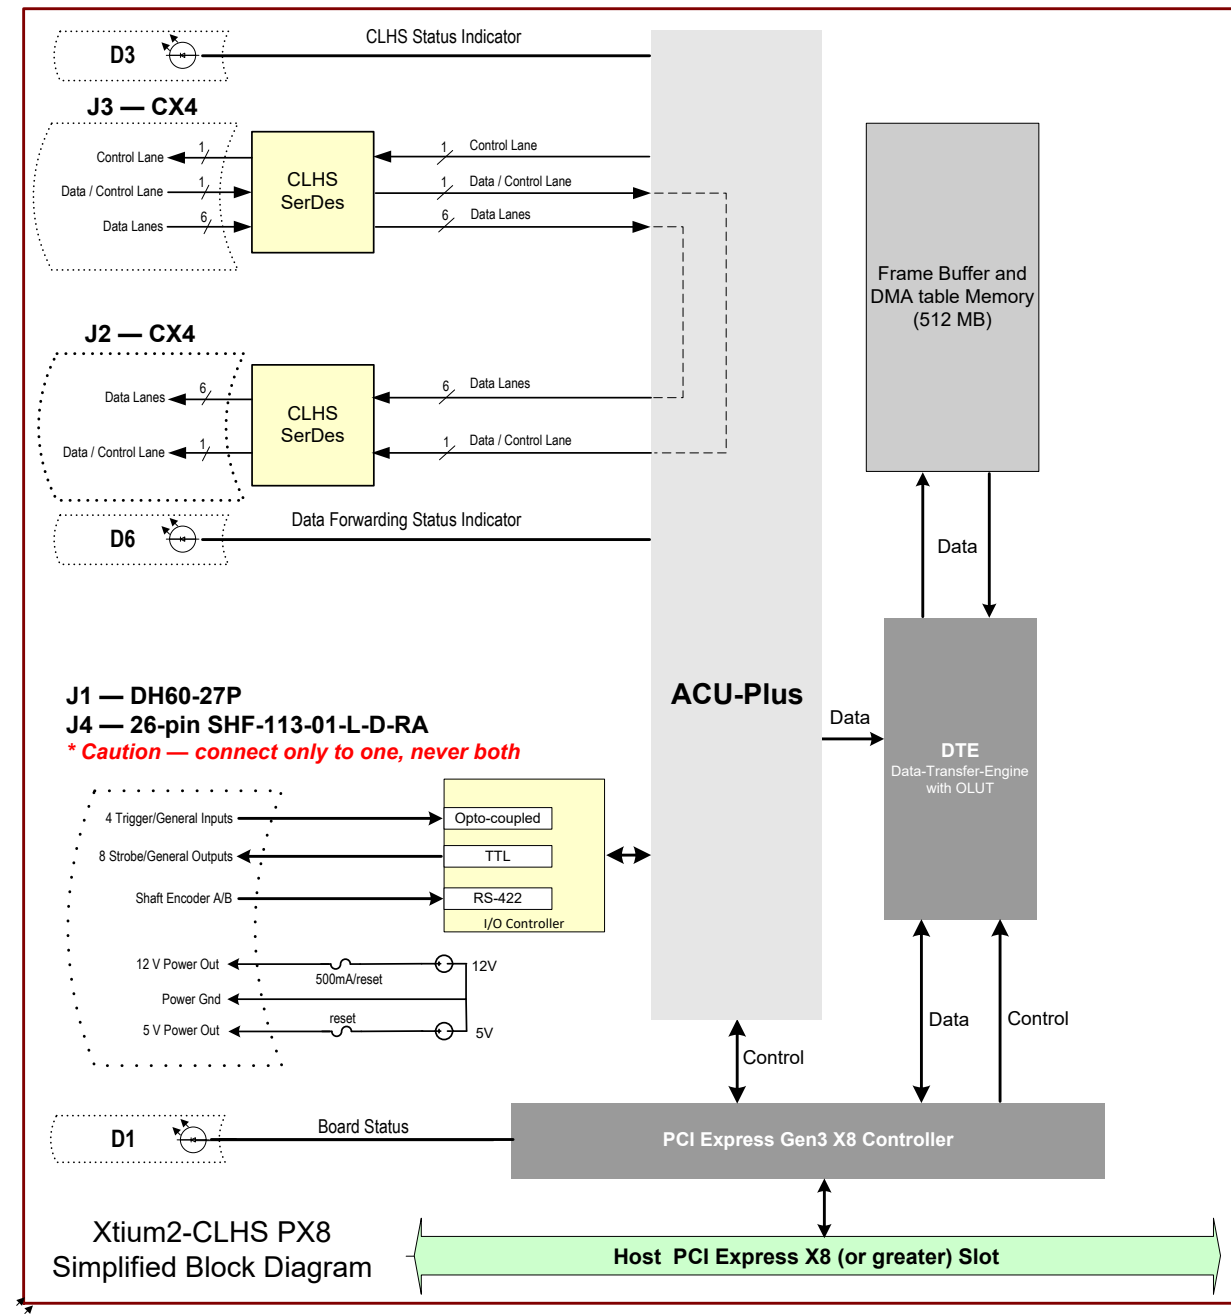 CLHS Status Indicator
D3
J3 — CX4
Control Lane
1
Data / Control Lane
1
Data Lanes
6
CLHS
SerDes
1
Control Lane
1
Data / Control Lane
6
Data Lanes
Frame Buffer and
DMA table Memory
(512 MB)
J2 — CX4
Data Lanes
6
Data / Control Lane
1
CLHS
SerDes
6
Data Lanes
1
Data / Control Lane
Data Forwarding Status Indicator
D6
Data
ACU-Plus
Data
DTE
Data-Transfer-Engine
with OLUT
J1 — DH60-27P
J4 — 26-pin SHF-113-01-L-D-RA
* Caution — connect only to one, never both
4 Trigger/General Inputs
Opto-coupled
8 Strobe/General Outputs
TTL
Shaft Encoder A/B
RS-422
I/O Controller
12 V Power Out
500mA/reset
12V
Power Gnd
5 V Power Out
reset
5V
Control
Data
Control
D1
Board Status
PCI Express Gen3 X8 Controller
Xtium2-CLHS PX8
Simplified Block Diagram
Host PCI Express X8 (or greater) Slot